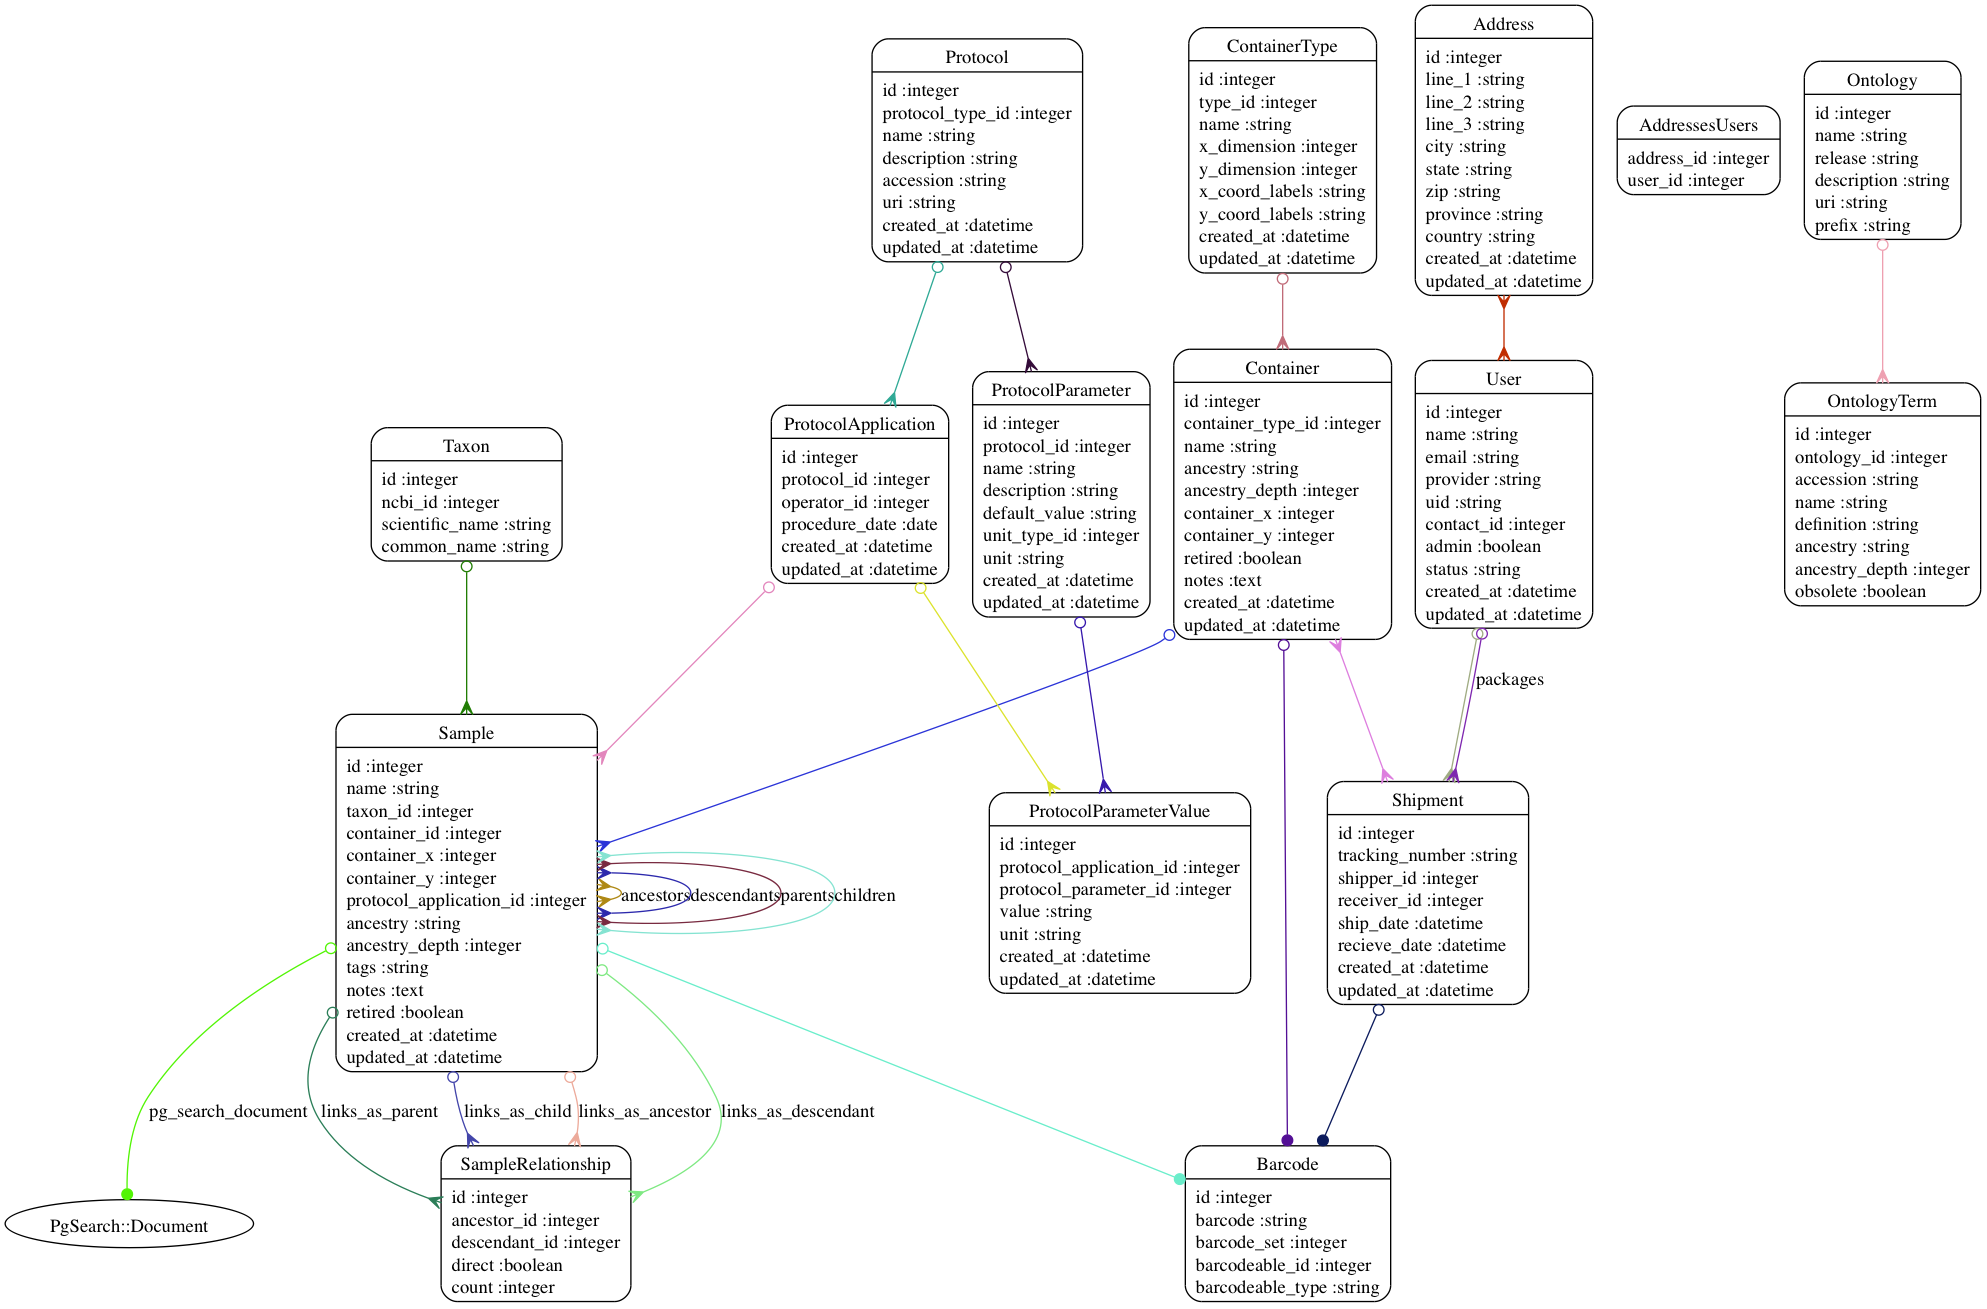 Protocol
id :integer
protocol_type_id :integer
name :string
description :string
accession :string
uri :string
created_at :datetime
updated_at :datetime
ContainerType
id :integer
type_id :integer
name :string
x_dimension :integer
y_dimension :integer
x_coord_labels :string
y_coord_labels :string
created_at :datetime
updated_at :datetime
Address
id :integer
line_1 :string
line_2 :string
line_3 :string
city :string
state :string
zip :string
province :string
country :string
created_at :datetime
updated_at :datetime
AddressesUsers
address_id :integer
user_id :integer
Ontology
id :integer
name :string
release :string
description :string
uri :string
prefix :string
Taxon
id :integer
ncbi_id :integer
scientific_name :string
common_name :string
ProtocolApplication
id :integer
protocol_id :integer
operator_id :integer
procedure_date :date
created_at :datetime
updated_at :datetime
ProtocolParameter
id :integer
protocol_id :integer
name :string
description :string
default_value :string
unit_type_id :integer
unit :string
created_at :datetime
updated_at :datetime
Container
id :integer
container_type_id :integer
name :string
ancestry :string
ancestry_depth :integer
container_x :integer
container_y :integer
retired :boolean
notes :text
created_at :datetime
updated_at :datetime
User
id :integer
name :string
email :string
provider :string
uid :string
contact_id :integer
admin :boolean
status :string
created_at :datetime
updated_at :datetime
OntologyTerm
id :integer
ontology_id :integer
accession :string
name :string
definition :string
ancestry :string
ancestry_depth :integer
obsolete :boolean
packages
Sample
id :integer
name :string
taxon_id :integer
container_id :integer
container_x :integer
container_y :integer
protocol_application_id :integer
ancestry :string
ancestry_depth :integer
tags :string
notes :text
retired :boolean
created_at :datetime
updated_at :datetime
ancestors
descendants
parents
children
ProtocolParameterValue
id :integer
protocol_application_id :integer
protocol_parameter_id :integer
value :string
unit :string
created_at :datetime
updated_at :datetime
Shipment
id :integer
tracking_number :string
shipper_id :integer
receiver_id :integer
ship_date :datetime
recieve_date :datetime
created_at :datetime
updated_at :datetime
pg_search_document
links_as_parent
links_as_child
links_as_ancestor
links_as_descendant
PgSearch::Document
SampleRelationship
id :integer
ancestor_id :integer
descendant_id :integer
direct :boolean
count :integer
Barcode
id :integer
barcode :string
barcode_set :integer
barcodeable_id :integer
barcodeable_type :string